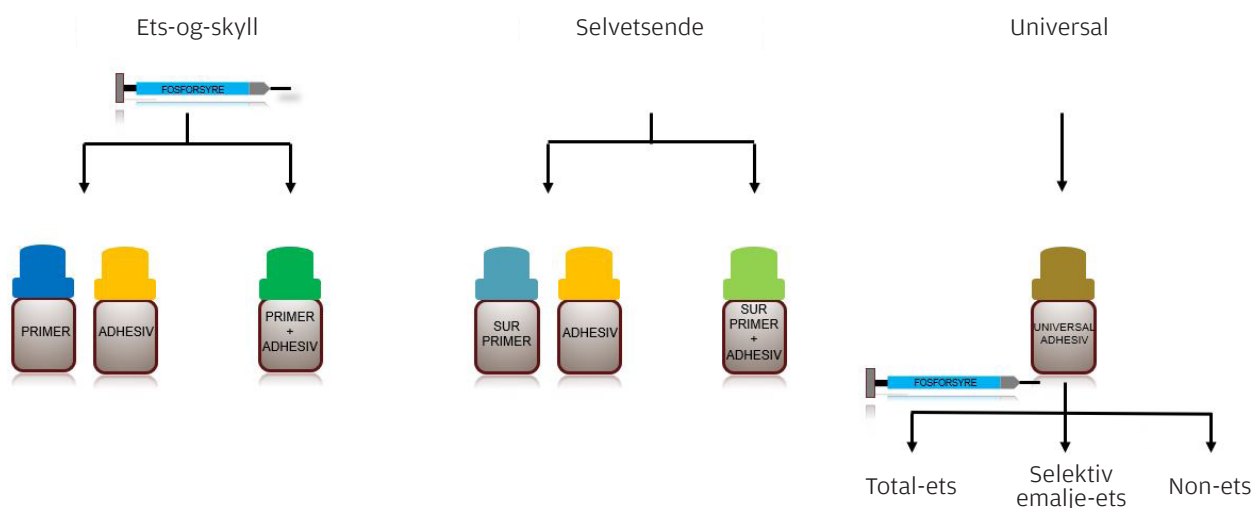 Ets-og-skyll
Selvetsende
Universal
FOSFORSYRE
PRIMER
ADHESIV
PRIMER
+
ADHESIV
SUR
PRIMER
ADHESIV
SUR
PRIMER
+
ADHESIV
UNIVERSAL
ADHESIV
FOSFORSYRE
Total-ets
Selektiv
emalje-ets
Non-ets